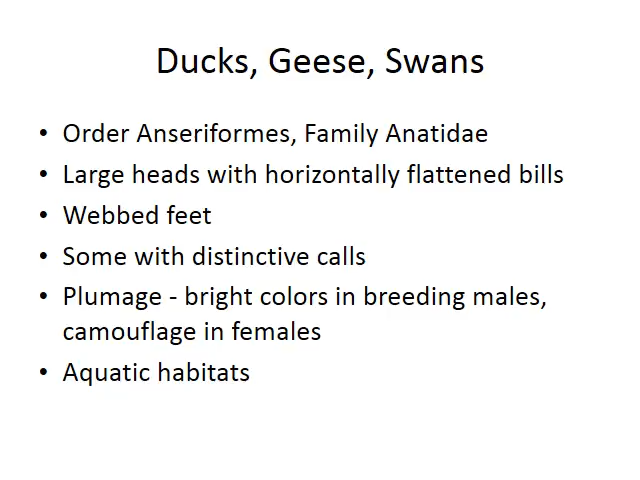 Ducks, Geese, Swans
• Order Anseriformes, Family Anatidae
• Large heads with horizontally flattened bills
• Webbed feet
• Some with distinctive calls
• Plumage - bright colors in breeding males,
camouflage in females
• Aquatic habitats